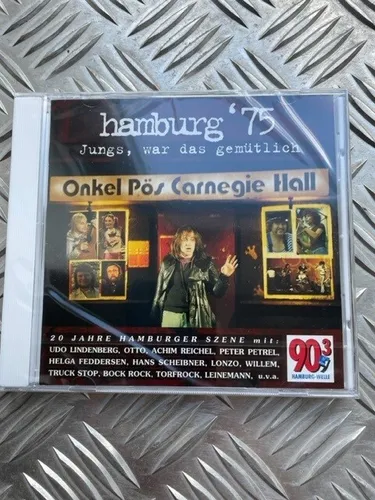 hamburg '75
Jungs, war das gemütlich
Onkel Pös Carnegie Hall
20 JAHRE HAMBURGER SZENE mit:
UDO LINDENBERG, OTTO, ACHIM REICHEL, PETER PETREL,
HELGA FEDDERSEN, HANS SCHEIBNER, LONZO, WILLEM,
TRUCK STOP, BOCK ROCK, TORFROCK, LEINEMANN, u.v.a.
90.3
HAMBURG-WELLE